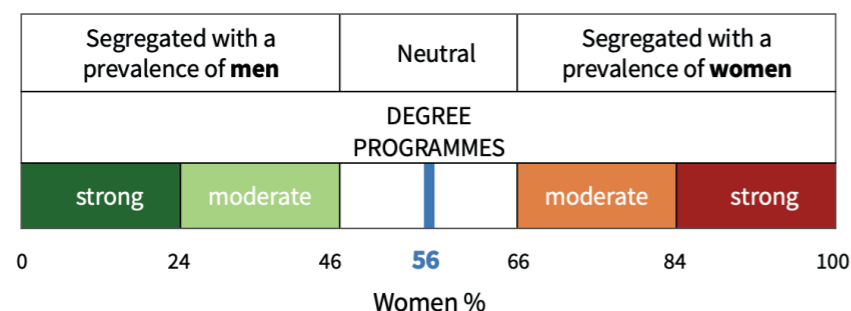 Segregated with a
prevalence of men
Neutral
Segregated with a
prevalence of women
DEGREE
PROGRAMMES
strong
moderate
moderate
strong
0
24
46
56
66
84
100
Women %